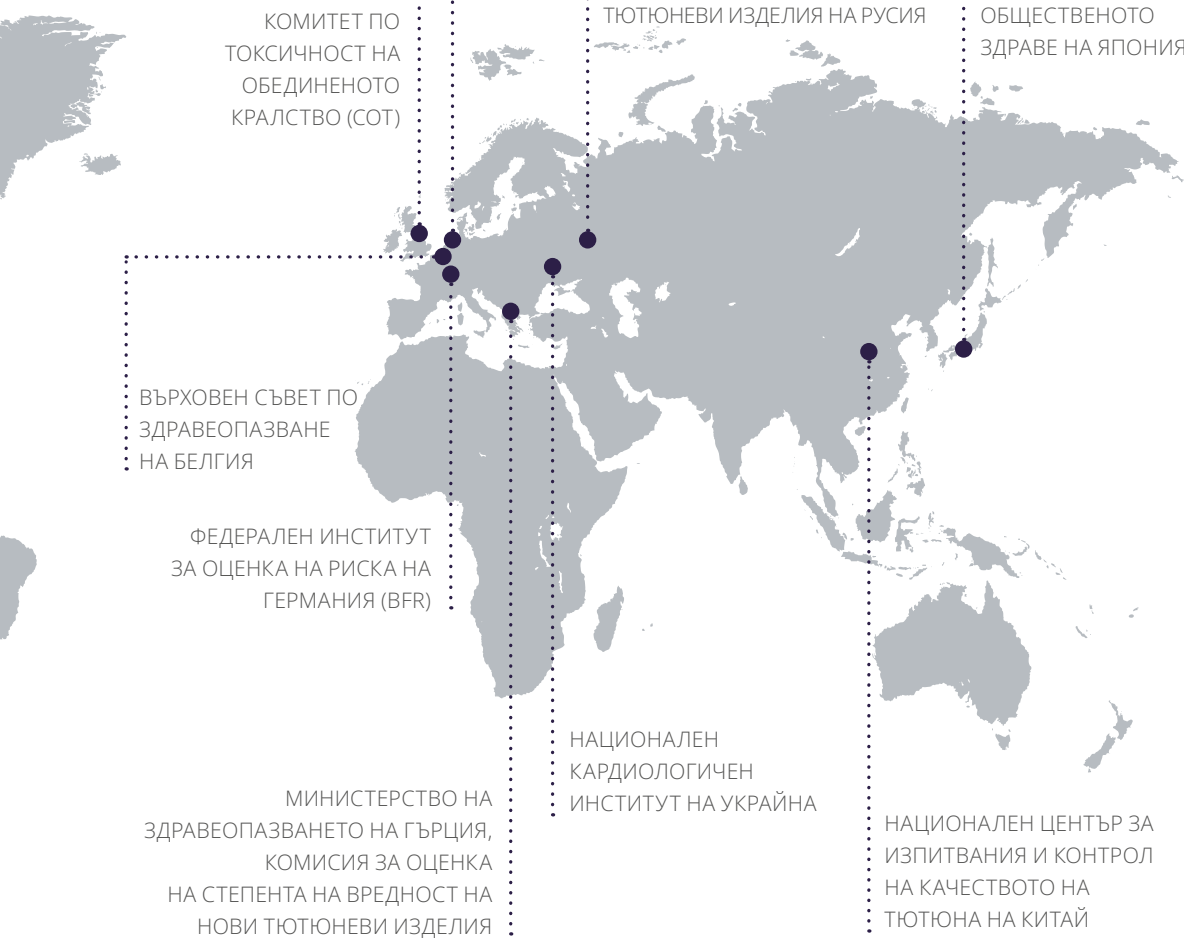 КОМИТЕТ ПО
ТОКСИЧНОСТ НА
ОБЕДИНЕНОТО
КРАЛСТВО (COT)
ТЮТЮНЕВИ ИЗДЕЛИЯ НА РУСИЯ
ОБЩЕСТВЕНОТО
ЗДРАВЕ НА ЯПОНИЯ
ВЪРХОВЕН СЪВЕТ ПО
ЗДРАВЕОПАЗВАНЕ
НА БЕЛГИЯ
ФЕДЕРАЛЕН ИНСТИТУТ
ЗА ОЦЕНКА НА РИСКА НА
ГЕРМАНИЯ (BFR)
НАЦИОНАЛЕН
КАРДИОЛОГИЧЕН
ИНСТИТУТ НА УКРАЙНА
МИНИСТЕРСТВО НА
ЗДРАВЕОПАЗВАНЕТО НА ГЪРЦИЯ,
КОМИСИЯ ЗА ОЦЕНКА
НА СТЕПЕНТА НА ВРЕДНОСТ НА
НОВИ ТЮТЮНЕВИ ИЗДЕЛИЯ
НАЦИОНАЛЕН ЦЕНТЪР ЗА
ИЗПИТВАНИЯ И КОНТРОЛ
НА КАЧЕСТВОТО НА
ТЮТЮНА НА КИТАЙ